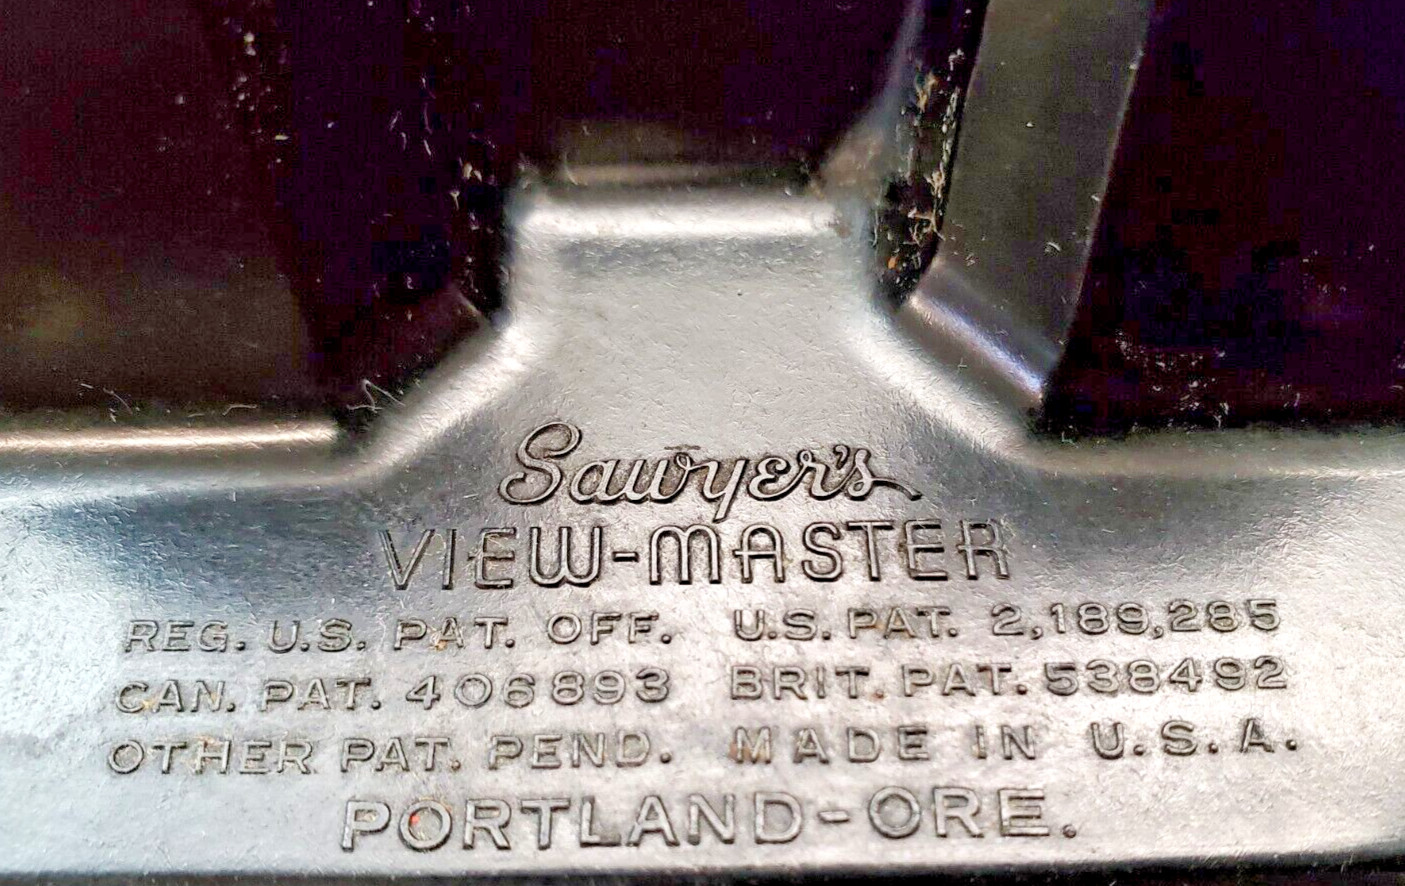 Sawyer's
VIEW-MASTER
REG. U.S. PAT. OFF. U.S. PAT. 2,189,285
CAN. PAT. 406893 BRIT. PAT. 538492
OTHER PAT. PEND. MADE IN U.S.A.
PORTLAND-ORE.